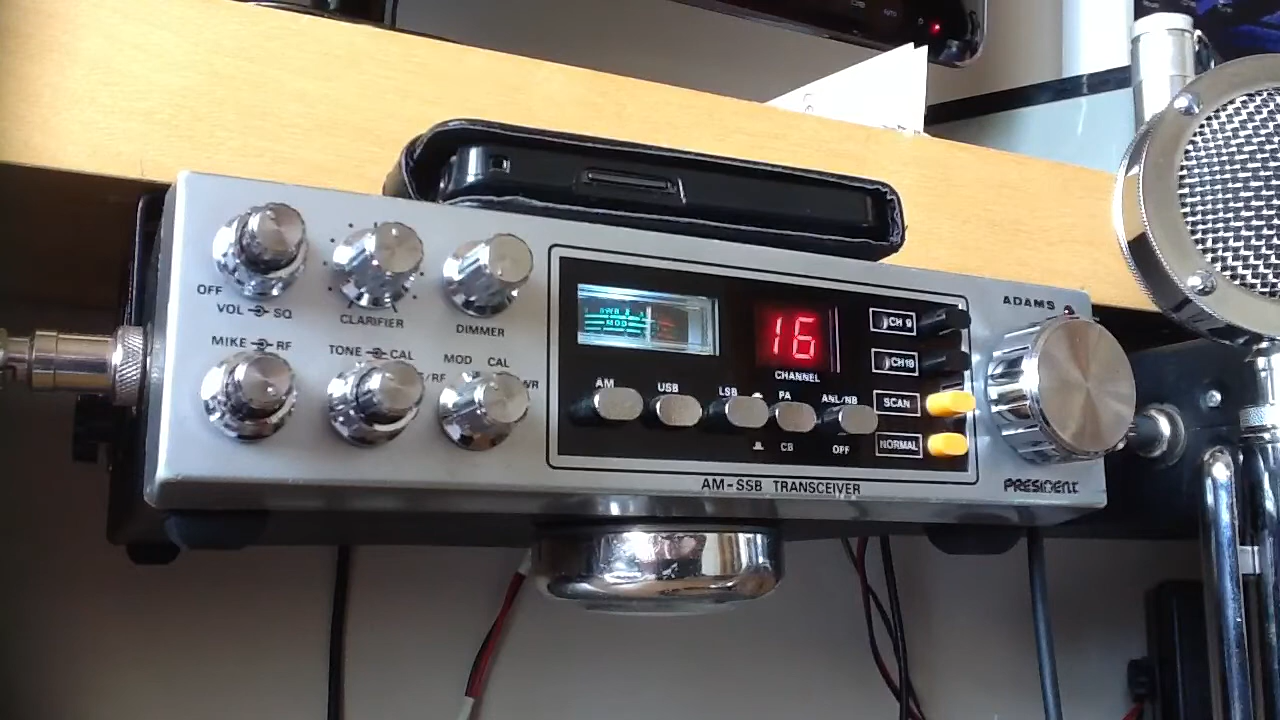 OFF
VOL SQ
CLARIFIER
DIMMER
MIKE RF
TONE CAL
MOD CAL
MOD
16
CHANNEL
CH 9
CH19
SCAN
NORMAL
AM
USB
LSB
PA
ANL/NB
CB
OFF
AM-SSB TRANSCEIVER
ADAMS
PRESIDENT